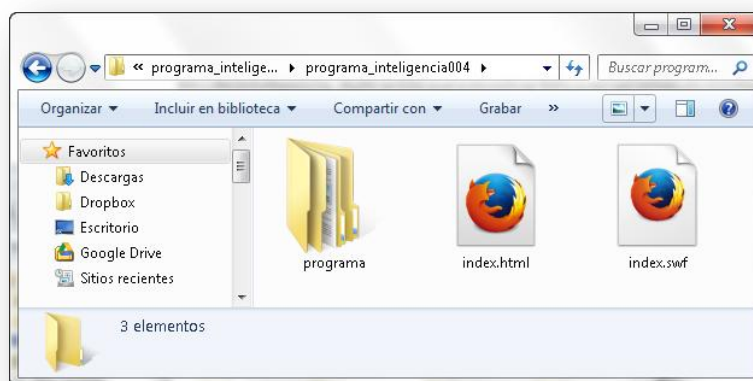 « programa_intelige... ▸ programa_inteligencia004 ▸
Buscar program...
Organizar
Incluir en biblioteca
Compartir con
Grabar
»
Favoritos
Descargas
Dropbox
Escritorio
Google Drive
Sitios recientes
programa
index.html
index.swf
3 elementos